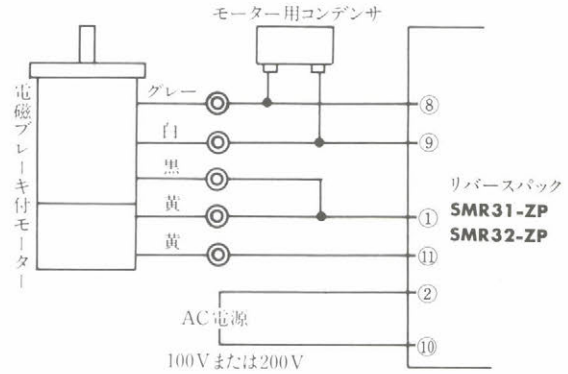 モーター用コンデンサ
電磁ブレーキ付モーター
グレー
⑧
白
⑨
黒
リバースパック
黄
①
SMR31-ZP
SMR32-ZP
黄
⑪
②
AC電源
⑩
100Vまたは200V